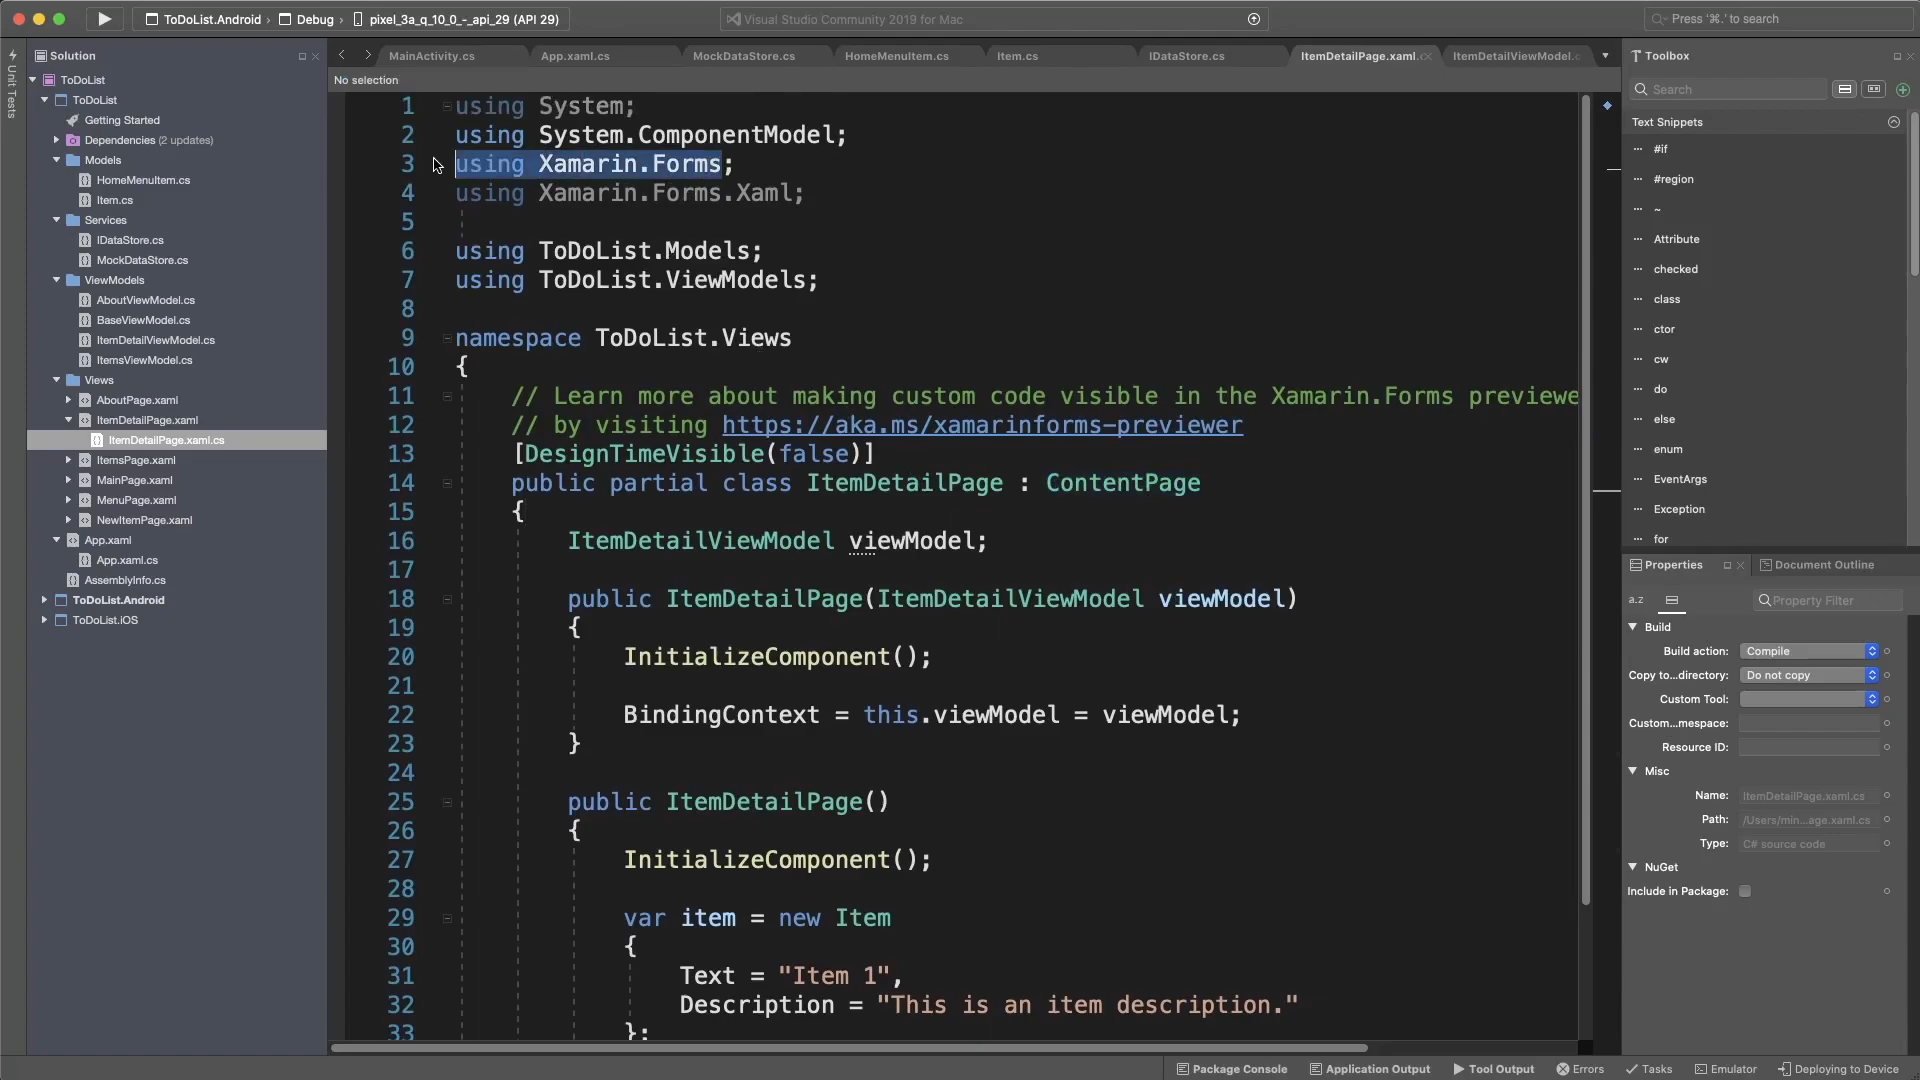 ToDoList.Android › Debug › pixel_3a_q_10_0_-_api_29 (API 29)
Visual Studio Community 2019 for Mac
Press '⌘.' to search
Unit Tests
Solution
ToDoList
ToDoList
Getting Started
Dependencies (2 updates)
Models
HomeMenuItem.cs
Item.cs
Services
IDataStore.cs
MockDataStore.cs
ViewModels
AboutViewModel.cs
BaseViewModel.cs
ItemDetailViewModel.cs
ItemsViewModel.cs
Views
AboutPage.xaml
ItemDetailPage.xaml
ItemDetailPage.xaml.cs
ItemsPage.xaml
MainPage.xaml
MenuPage.xaml
NewItemPage.xaml
App.xaml
App.xaml.cs
AssemblyInfo.cs
ToDoList.Android
ToDoList.iOS
MainActivity.cs App.xaml.cs MockDataStore.cs HomeMenuItem.cs Item.cs IDataStore.cs ItemDetailPage.xaml. ItemDetailViewModel.c
No selection
1 using System;
2 using System.ComponentModel;
3 using Xamarin.Forms;
4 using Xamarin.Forms.Xaml;
5
6 using ToDoList.Models;
7 using ToDoList.ViewModels;
8
9 namespace ToDoList.Views
10 {
11 // Learn more about making custom code visible in the Xamarin.Forms previewe
12 // by visiting https://aka.ms/xamarinforms-previewer
13 [DesignTimeVisible(false)]
14 public partial class ItemDetailPage : ContentPage
15 {
16 ItemDetailViewModel viewModel;
17
18 public ItemDetailPage(ItemDetailViewModel viewModel)
19 {
20 InitializeComponent();
21
22 BindingContext = this.viewModel = viewModel;
23 }
24
25 public ItemDetailPage()
26 {
27 InitializeComponent();
28
29 var item = new Item
30 {
31 Text = "Item 1",
32 Description = "This is an item description."
33 };
Toolbox
Search
Text Snippets
#if
#region
~
Attribute
checked
class
ctor
cw
do
else
enum
EventArgs
Exception
for
Properties Document Outline
a.z Property Filter
Build
Build action: Compile
Copy to...directory: Do not copy
Custom Tool:
Custom...mespace:
Resource ID:
Misc
Name: ItemDetailPage.xaml.cs
Path: /Users/min...age.xaml.cs
Type: C# source code
NuGet
Include in Package:
Package Console Application Output Tool Output Errors Tasks Emulator Deploying to Device